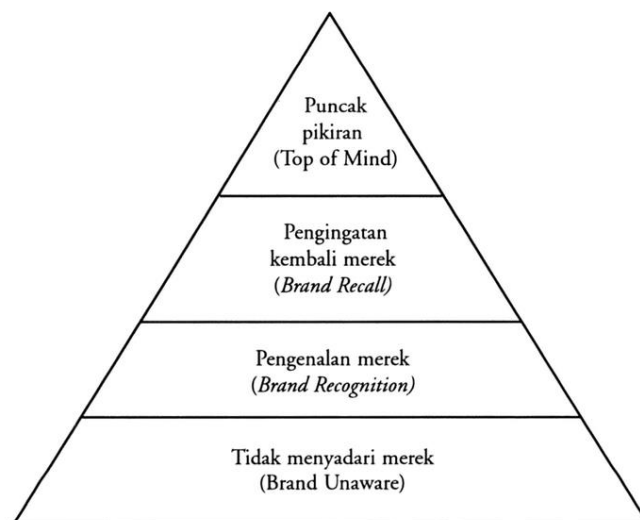 Puncak
pikiran
(Top of Mind)
Pengingatan
kembali merek
(Brand Recall)
Pengenalan merek
(Brand Recognition)
Tidak menyadari merek
(Brand Unaware)